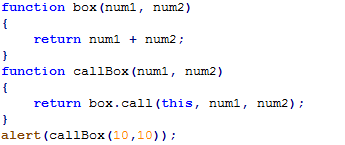 function box(num1, num2)
{
    return num1 + num2;
}
function callBox(num1, num2)
{
    return box.call(this, num1, num2);
}
alert(callBox(10,10));